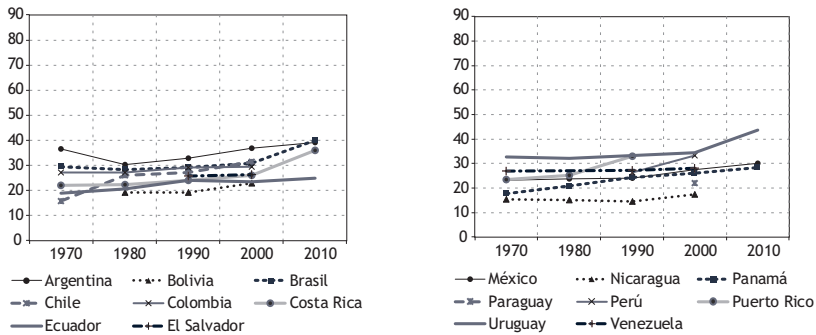 90
80
70
60
50
40
30
20
10
0
1970 1980 1990 2000 2010
Argentina Bolivia Brasil
Chile Colombia Costa Rica
Ecuador El Salvador
90
80
70
60
50
40
30
20
10
0
1970 1980 1990 2000 2010
México Nicaragua Panamá
Paraguay Perú Puerto Rico
Uruguay Venezuela